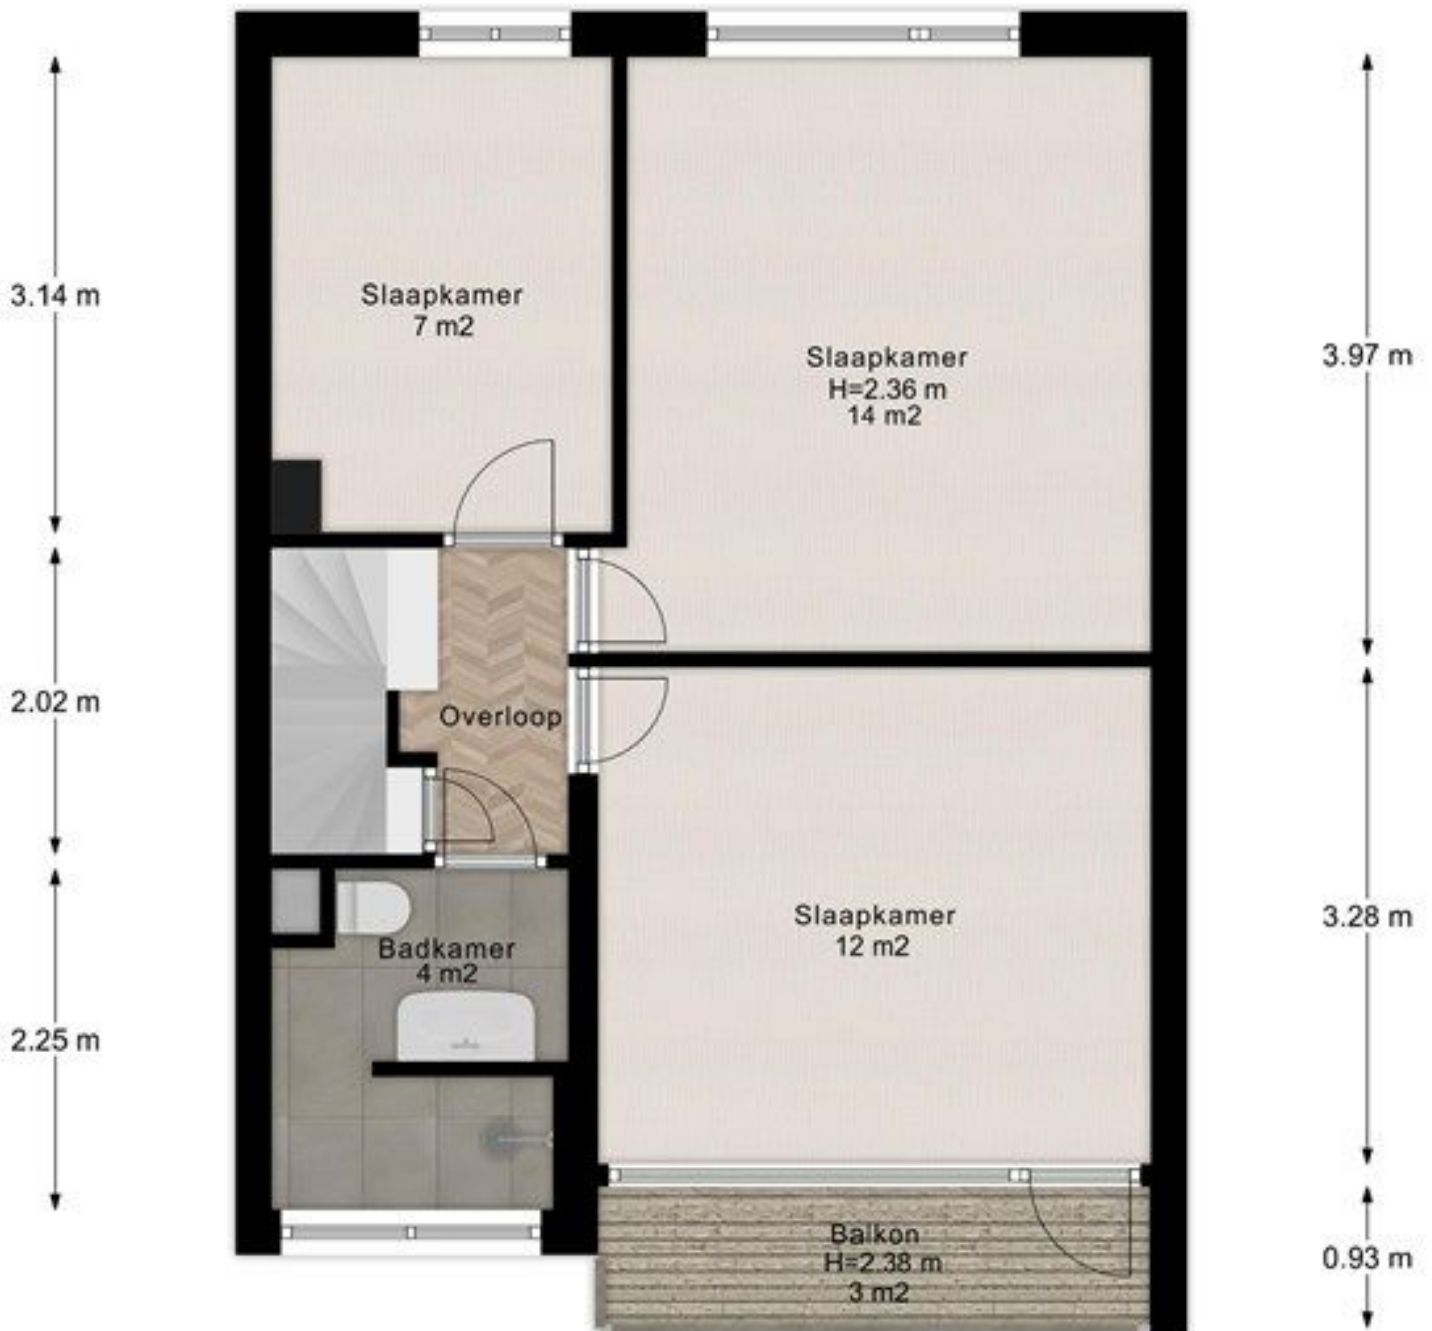 3.14 m
Slaapkamer
7 m2
Slaapkamer
H=2.36 m
14 m2
3.97 m
2.02 m
Overloop
Slaapkamer
12 m2
3.28 m
Badkamer
4 m2
2.25 m
Balkon
H=2.38 m
3 m2
0.93 m